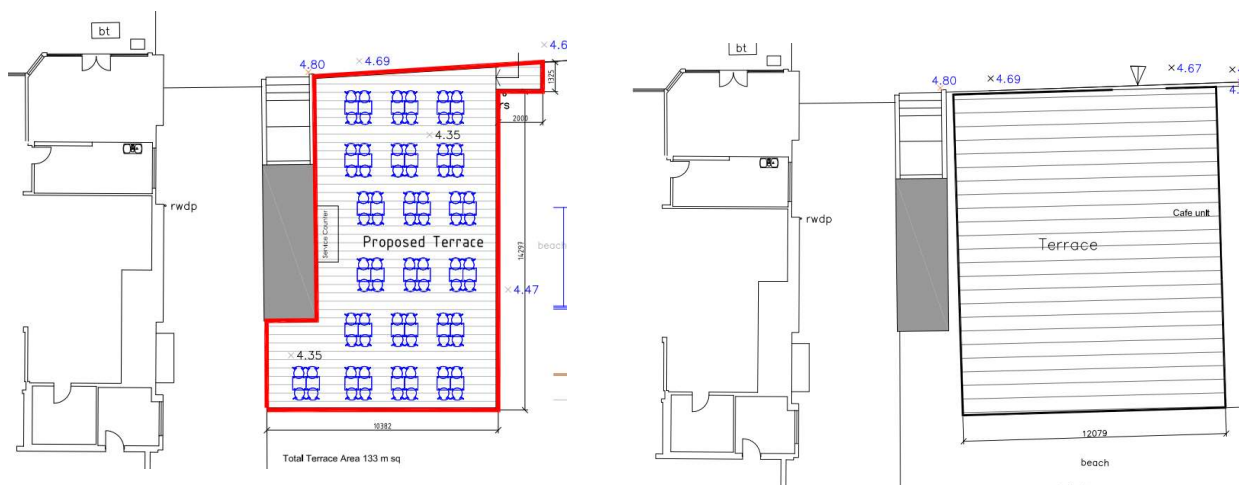 bt
4.80
×4.69
×4.6
1325
rs
2000
×4.35
rwdp
Service Counter
Proposed Terrace
14297
beach
×4.47
×4.35
10382
Total Terrace Area 133 m sq
bt
4.80
×4.69
×4.67
rwdp
Cafe unit
Terrace
12079
beach